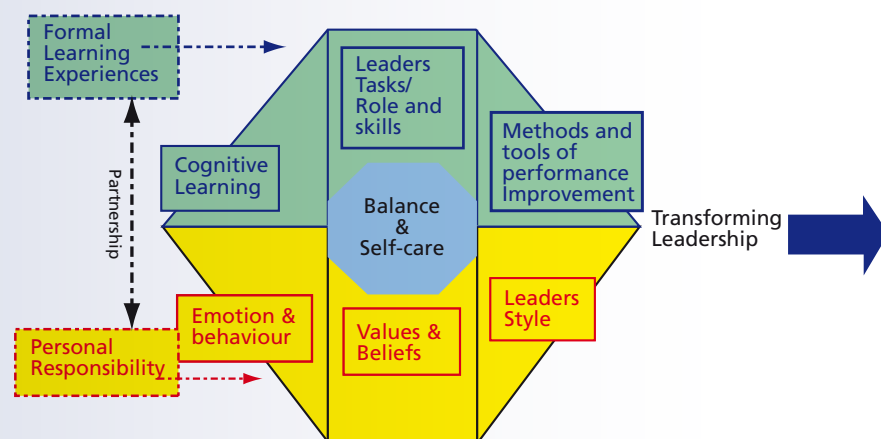 Formal
Learning
Experiences
Leaders
Tasks/
Role and
skills
Methods and
tools of
performance
Improvement
Cognitive
Learning
Partnership
Balance
&
Self-care
Transforming
Leadership
Emotion &
behaviour
Values &
Beliefs
Leaders
Style
Personal
Responsibility